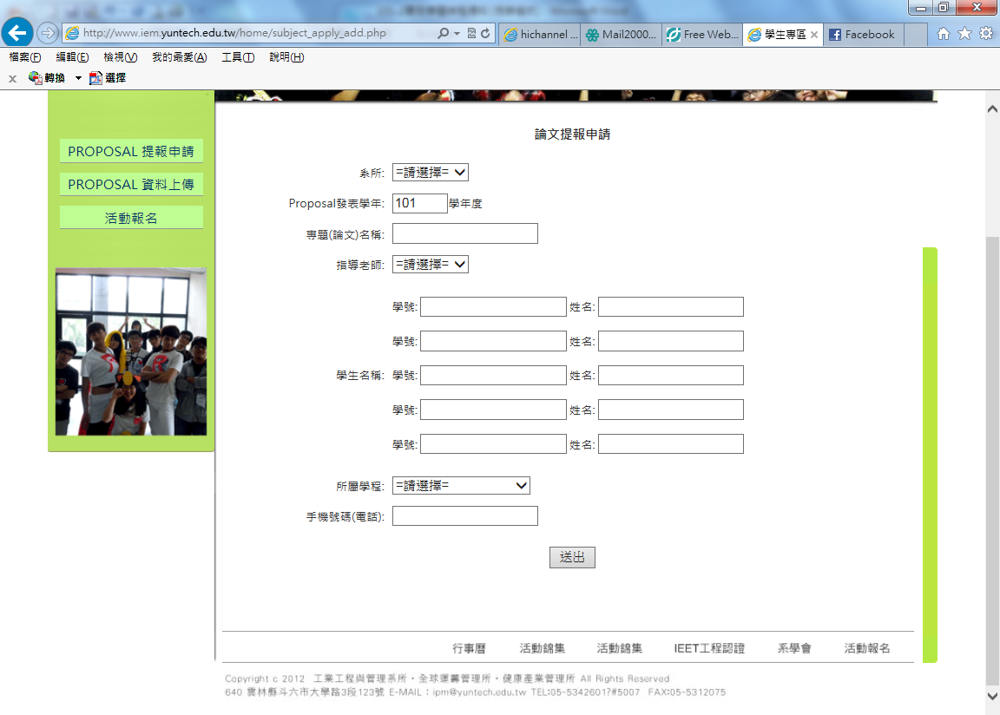 http://www.iem.yuntech.edu.tw/home/subject_apply_add.php
hichannel ...
Mail2000...
Free Web...
學生專區
Facebook
檔案(F) 編輯(E) 檢視(V) 我的最愛(A) 工具(T) 說明(H)
x 轉換 選擇
PROPOSAL 提報申請
PROPOSAL 資料上傳
活動報名
論文提報申請
系所: =請選擇=
Proposal發表學年: 101 學年度
專題(論文)名稱:
指導老師: =請選擇=
學號: 姓名:
學號: 姓名:
學生名稱: 學號: 姓名:
學號: 姓名:
學號: 姓名:
所屬學程: =請選擇=
手機號碼(電話):
送出
行事曆 活動錦集 活動錦集 IEET工程認證 系學會 活動報名
Copyright c 2012 工業工程與管理系所・全球運籌管理所・健康產業管理所 All Rights Reserved
640 雲林縣斗六市大學路3段123號 E-MAIL：ipm@yuntech.edu.tw TEL:05-5342601?#5007 FAX:05-5312075